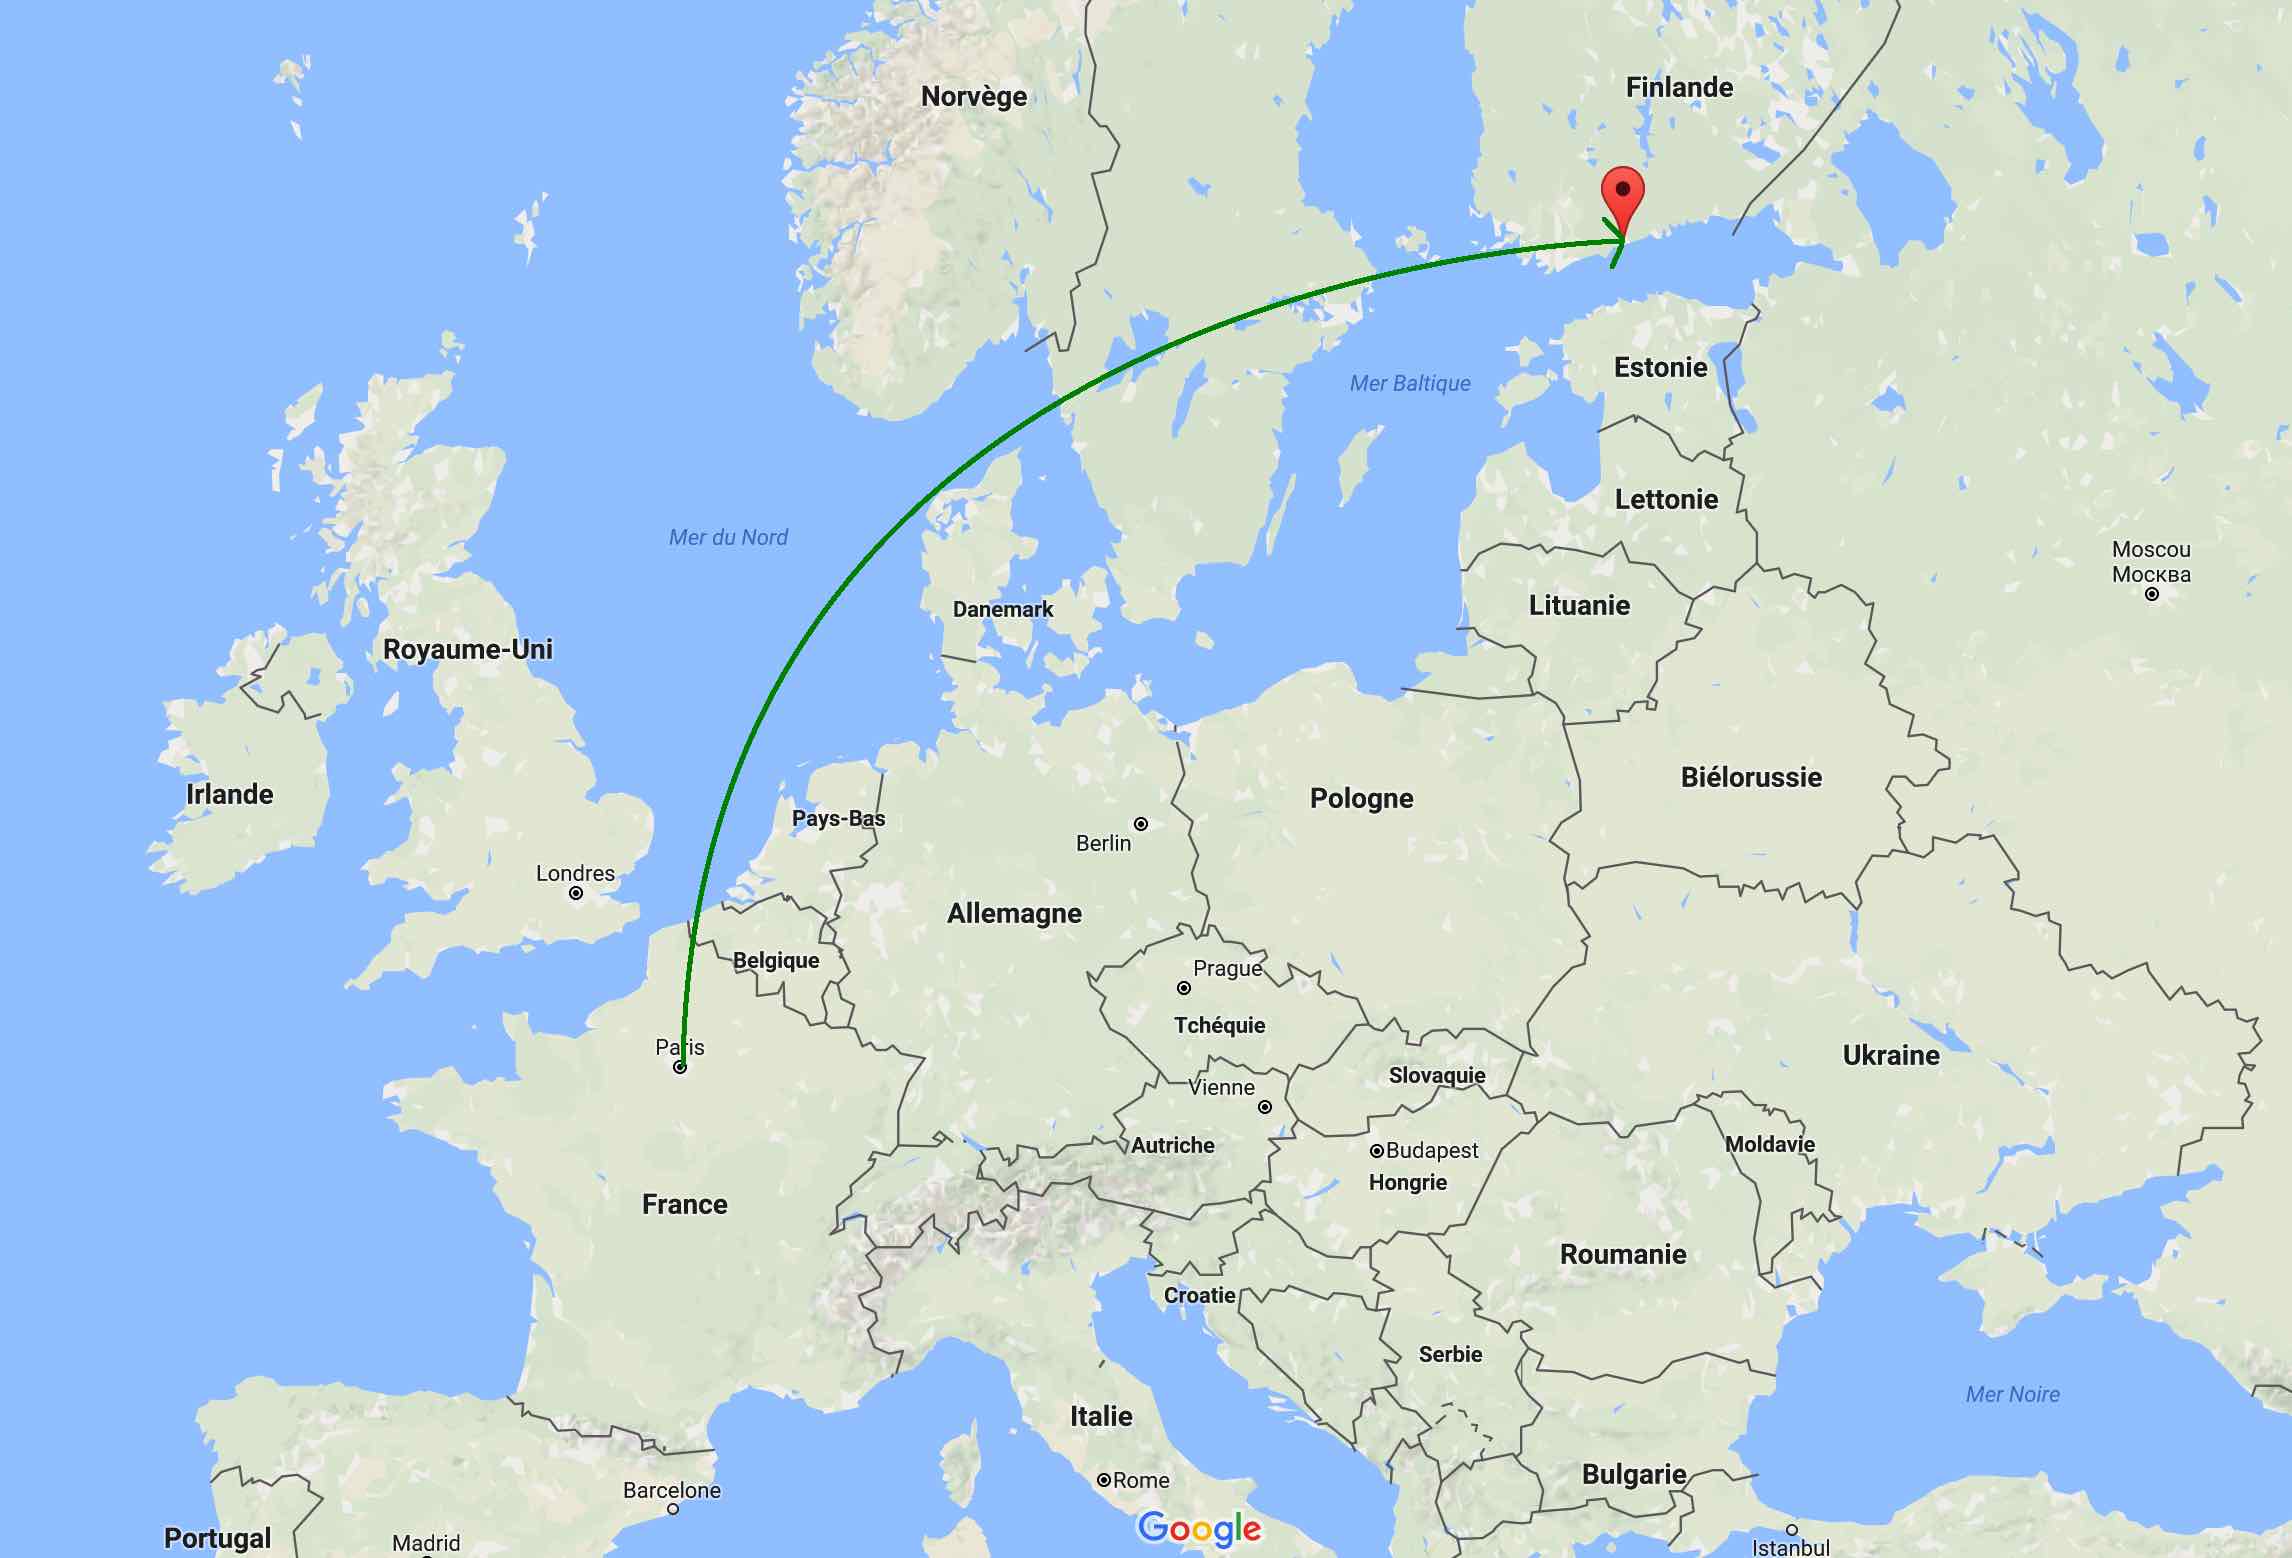 Norvège
Finlande
Mer Baltique
Estonie
Lettonie
Mer du Nord
Moscou
Москва
Danemark
Lituanie
Royaume-Uni
Biélorussie
Irlande
Pologne
Pays-Bas
Berlin
Londres
Allemagne
Belgique
Prague
Tchéquie
Paris
Ukraine
Slovaquie
Vienne
Autriche
Budapest
Moldavie
Hongrie
France
Roumanie
Croatie
Serbie
Mer Noire
Italie
Bulgarie
Rome
Barcelone
Google
Portugal
Madrid
Istanbul